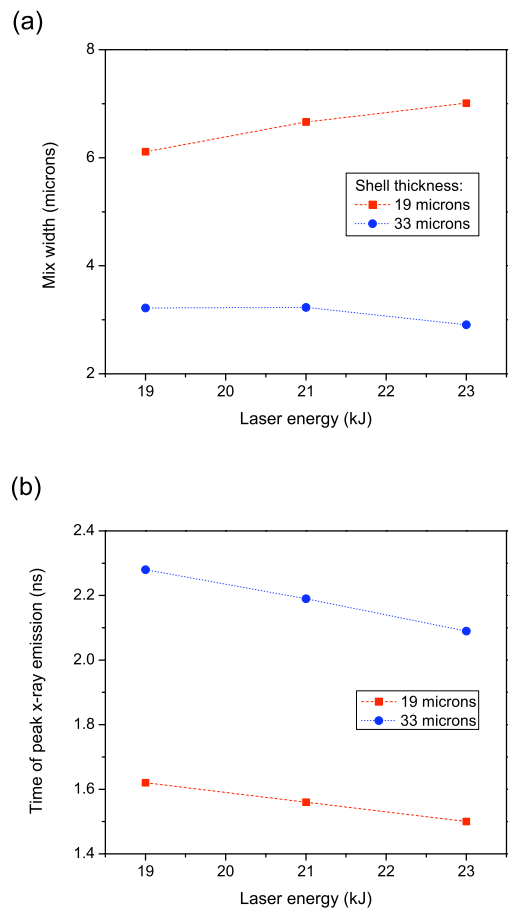 (a)
8
6
4
2
Mix width (microns)
Shell thickness:
19 microns
33 microns
19 20 21 22 23
Laser energy (kJ)
(b)
2.4
2.2
2.0
1.8
1.6
1.4
Time of peak x-ray emission (ns)
19 microns
33 microns
19 20 21 22 23
Laser energy (kJ)